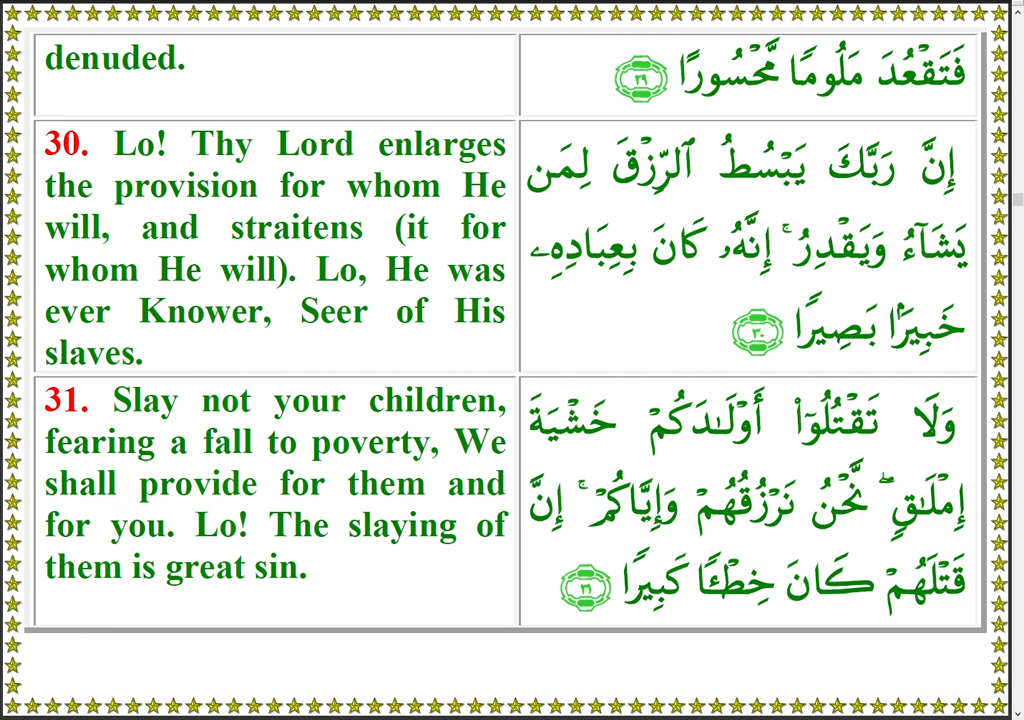 denuded.
فَتَقْعُدَ مَلُومًا مَّحْسُورًا ٢٩
30. Lo! Thy Lord enlarges
the provision for whom He
will, and straitens (it for
whom He will). Lo, He was
ever Knower, Seer of His
slaves.
إِنَّ رَبَّكَ يَبْسُطُ ٱلرِّزْقَ لِمَن
يَشَآءُ وَيَقْدِرُ ۚ إِنَّهُۥ كَانَ بِعِبَادِهِۦ
خَبِيرًۢا بَصِيرًا ٣٠
31. Slay not your children,
fearing a fall to poverty, We
shall provide for them and
for you. Lo! The slaying of
them is great sin.
وَلَا تَقْتُلُوٓا۟ أَوْلَـٰدَكُمْ خَشْيَةَ
إِمْلَـٰقٍ ۖ نَّحْنُ نَرْزُقُهُمْ وَإِيَّاكُمْ ۚ إِنَّ
قَتْلَهُمْ كَانَ خِطْـًٔا كَبِيرًا ٣١